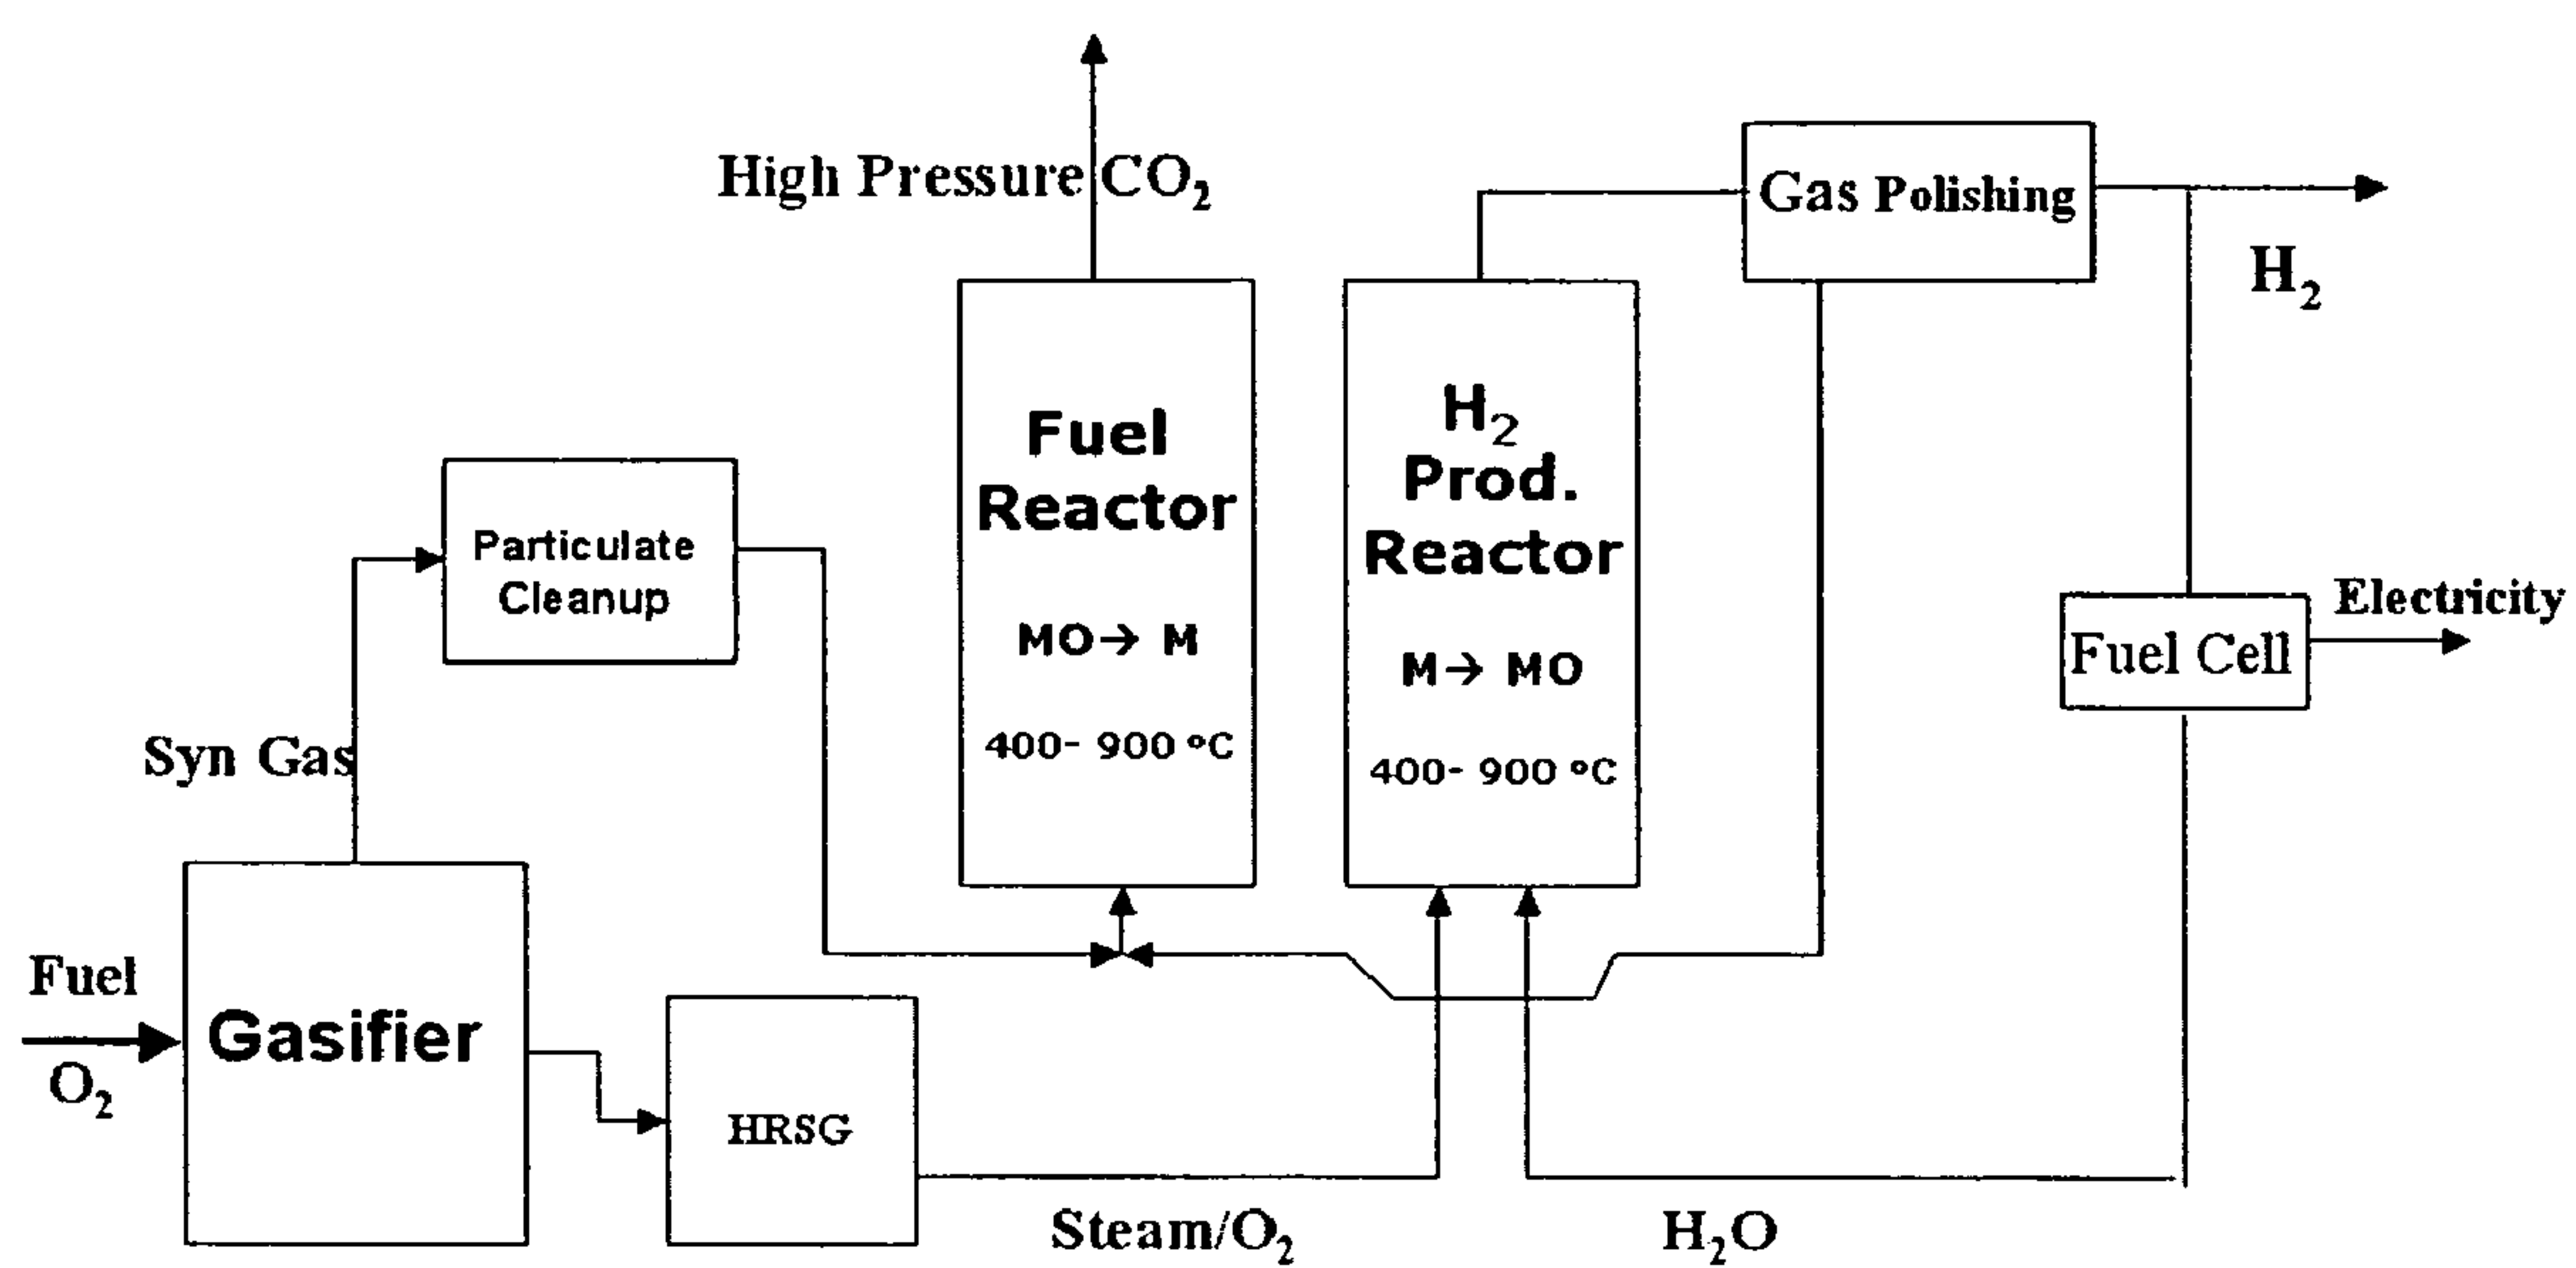 High Pressure CO₂
Gas Polishing
H₂
Fuel
Reactor
MO→ M
400- 900 °C
H₂
Prod.
Reactor
M→ MO
400- 900 °C
Particulate
Cleanup
Electricity
Fuel Cell
Syn Gas
Fuel
O₂
Gasifier
HRSG
Steam/O₂
H₂O